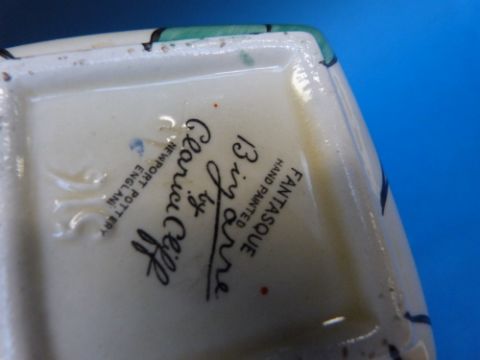 FANTASQUE
HAND PAINTED
Bizarre
by
Clarice Cliff
NEWPORT POTTERY
ENGLAND